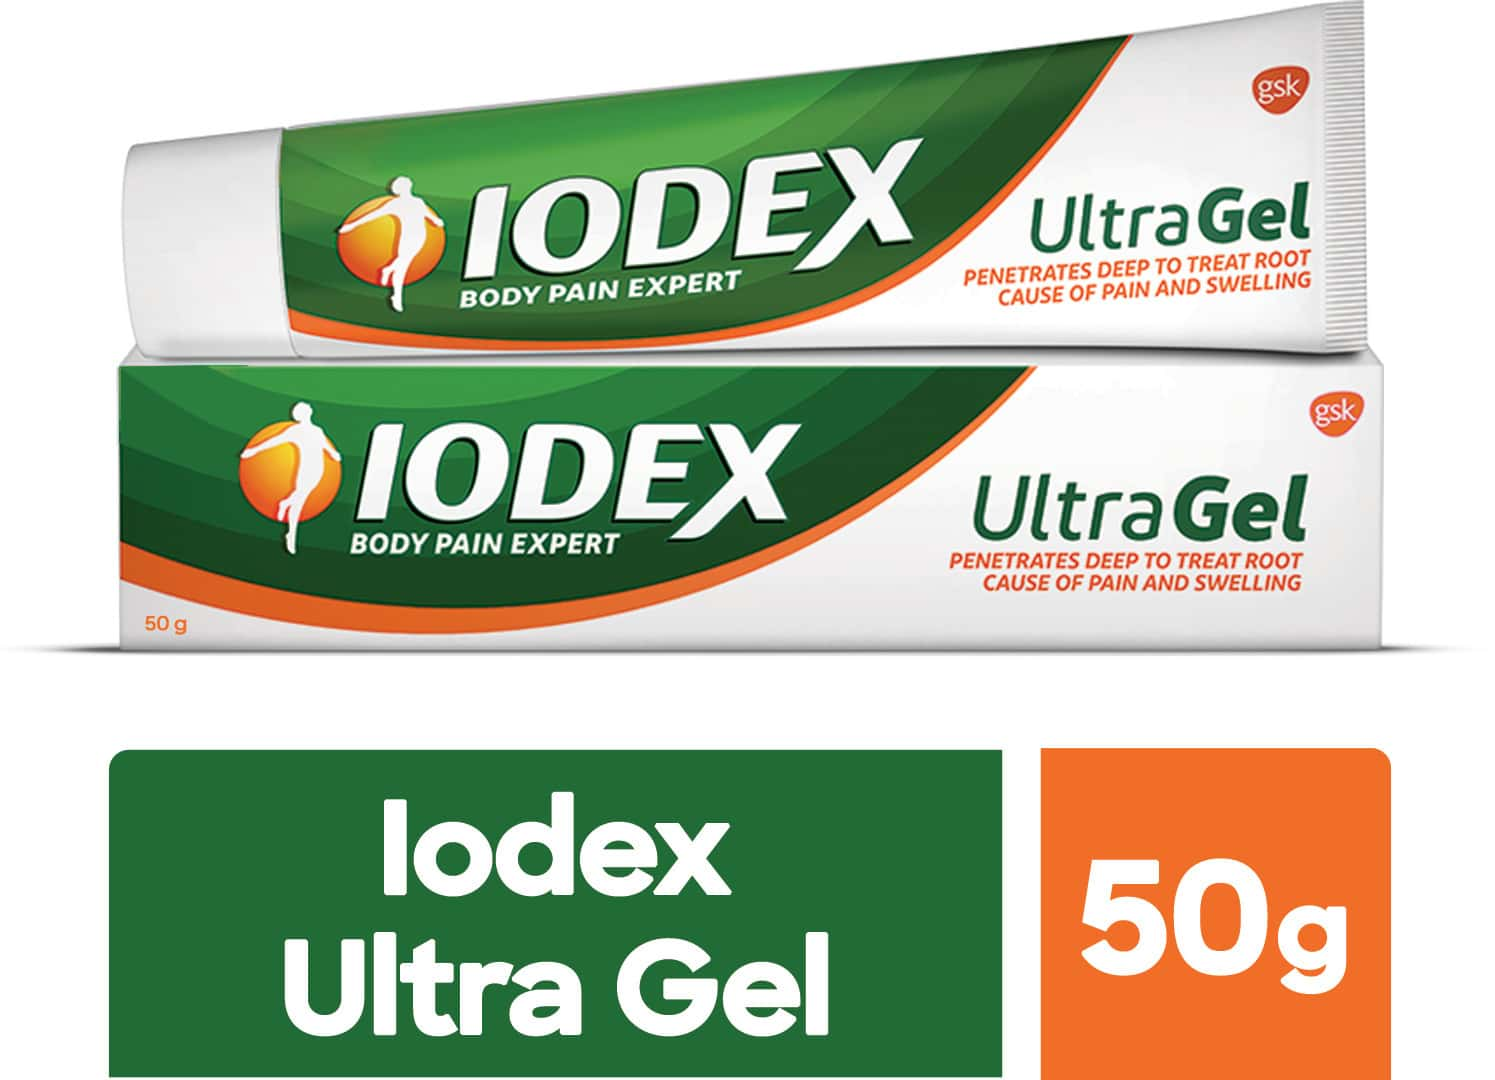 gsk
IODEX
BODY PAIN EXPERT
UltraGel
PENETRATES DEEP TO TREAT ROOT
CAUSE OF PAIN AND SWELLING
gsk
IODEX
BODY PAIN EXPERT
UltraGel
PENETRATES DEEP TO TREAT ROOT
CAUSE OF PAIN AND SWELLING
50 g
Iodex
Ultra Gel
50g